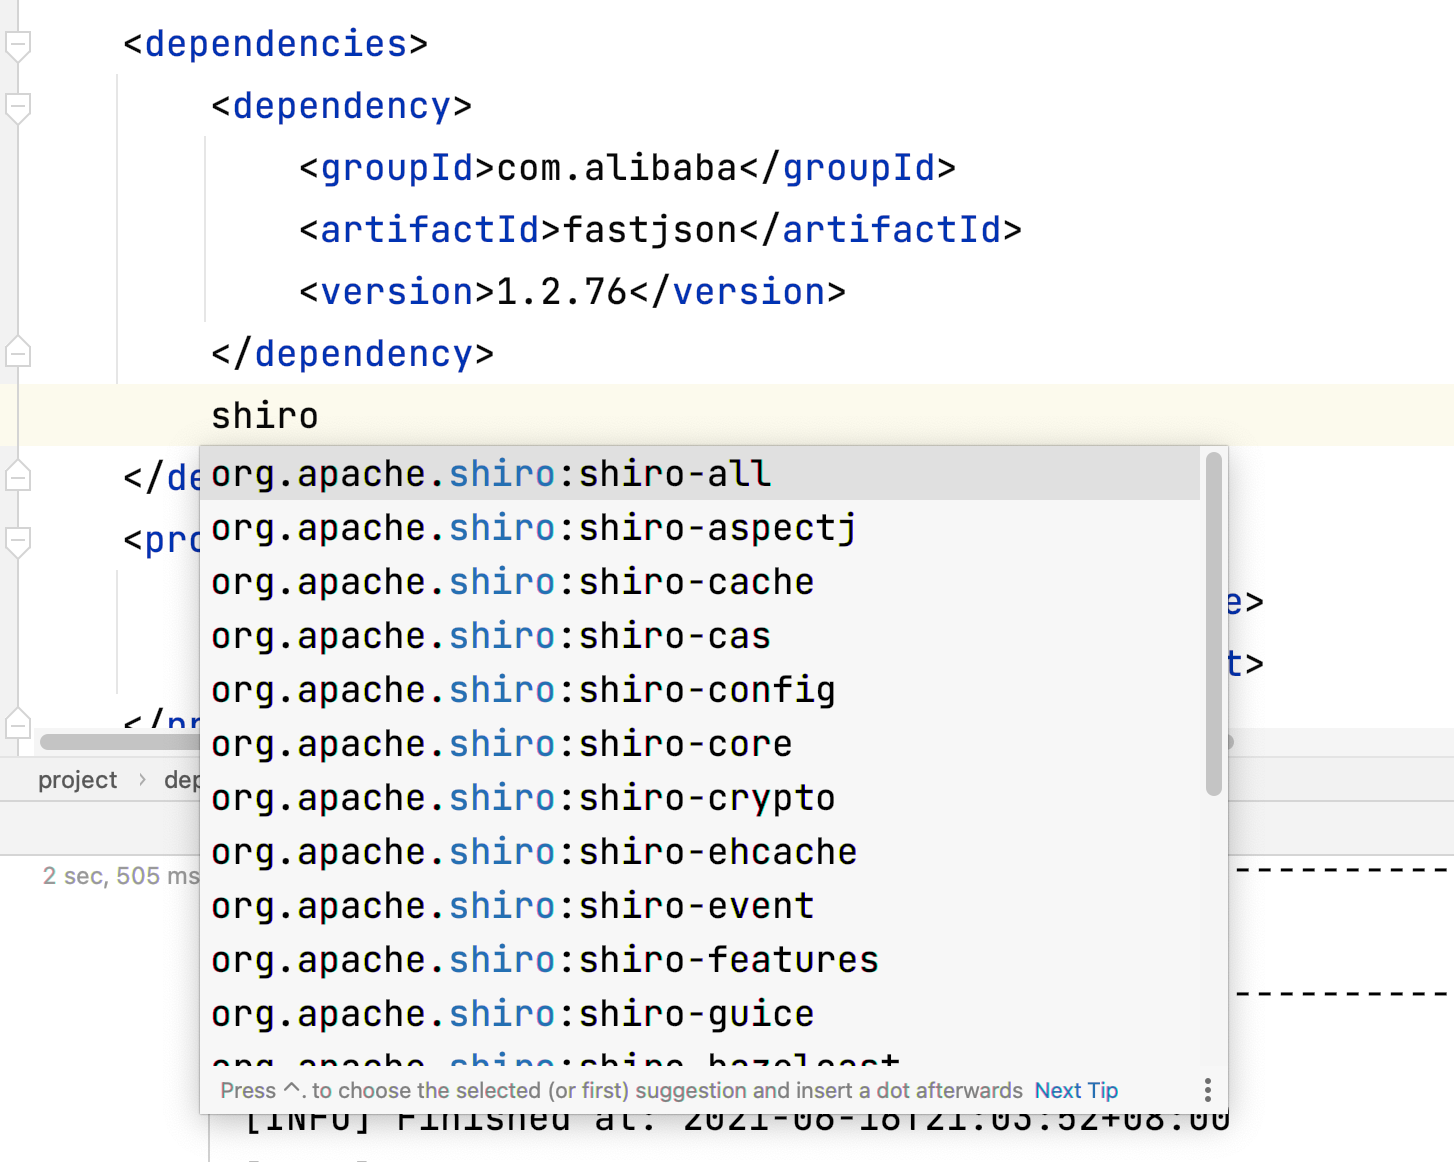 <dependencies>
<dependency>
<groupId>com.alibaba</groupId>
<artifactId>fastjson</artifactId>
<version>1.2.76</version>
</dependency>
shiro
org.apache.shiro:shiro-all
org.apache.shiro:shiro-aspectj
org.apache.shiro:shiro-cache
org.apache.shiro:shiro-cas
org.apache.shiro:shiro-config
org.apache.shiro:shiro-core
org.apache.shiro:shiro-crypto
org.apache.shiro:shiro-ehcache
org.apache.shiro:shiro-event
org.apache.shiro:shiro-features
org.apache.shiro:shiro-guice
org.apache.shiro:shiro-hazelcast
Press ^. to choose the selected (or first) suggestion and insert a dot afterwards Next Tip
</de
<pro
e>
t>
</pr
project › dep
2 sec, 505 ms
----------
----------
[INFO] Finished at: 2021-06-16T21:03:52+08:00